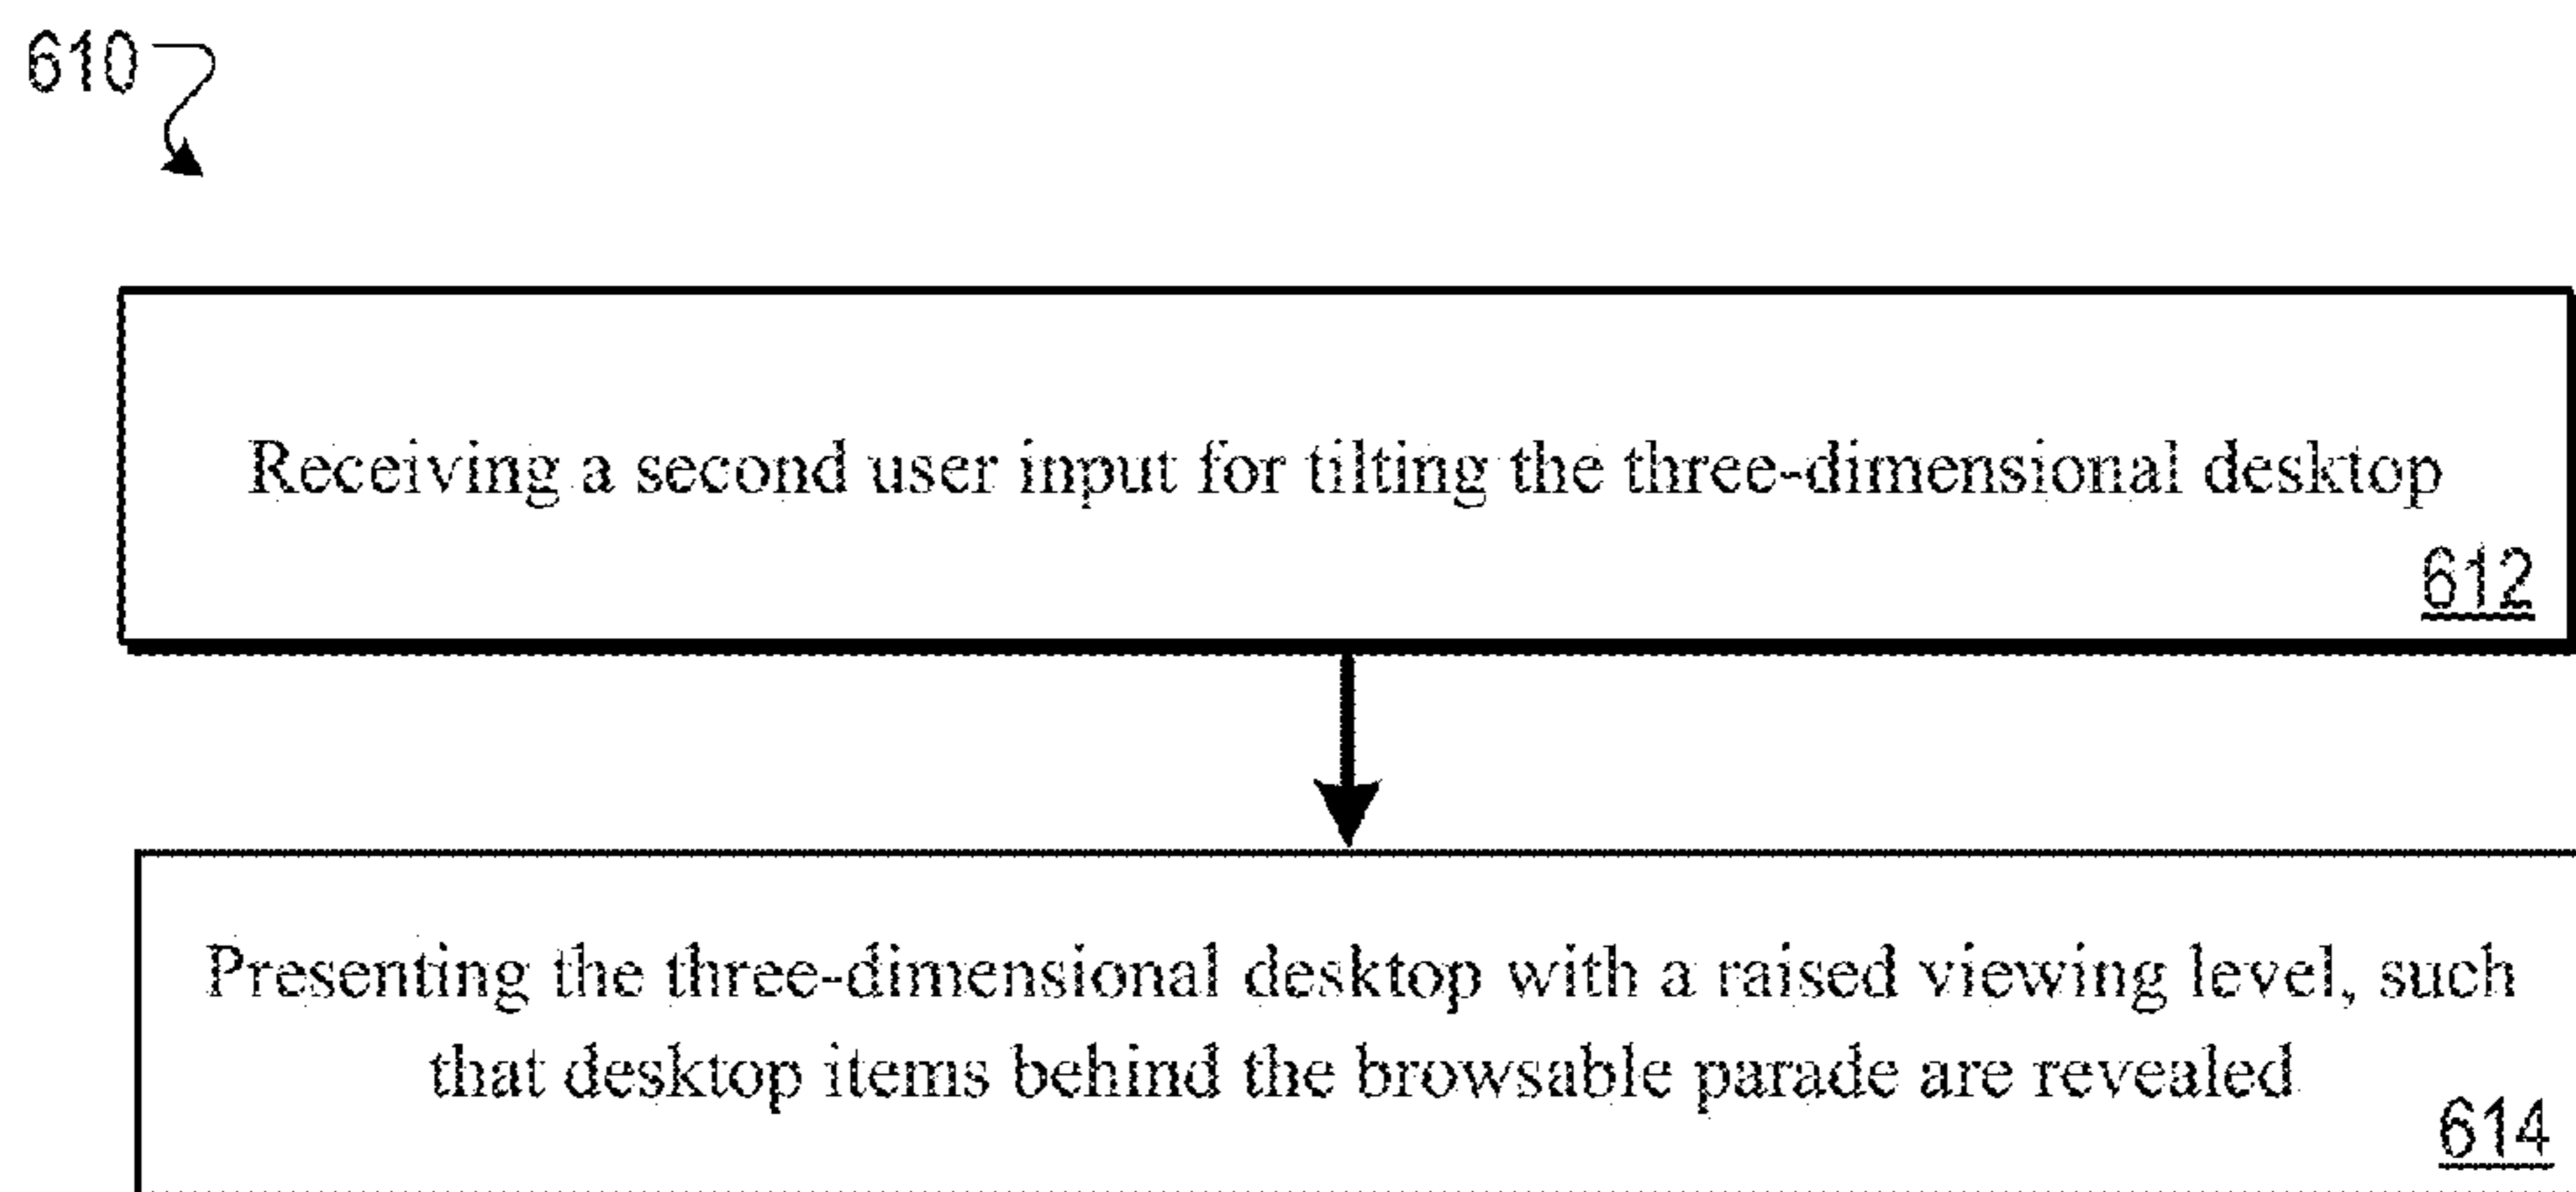 610
Receiving a second user input for tilting the three-dimensional desktop
612
Presenting the three-dimensional desktop with a raised viewing level, such
that desktop items behind the browsable parade are revealed
614